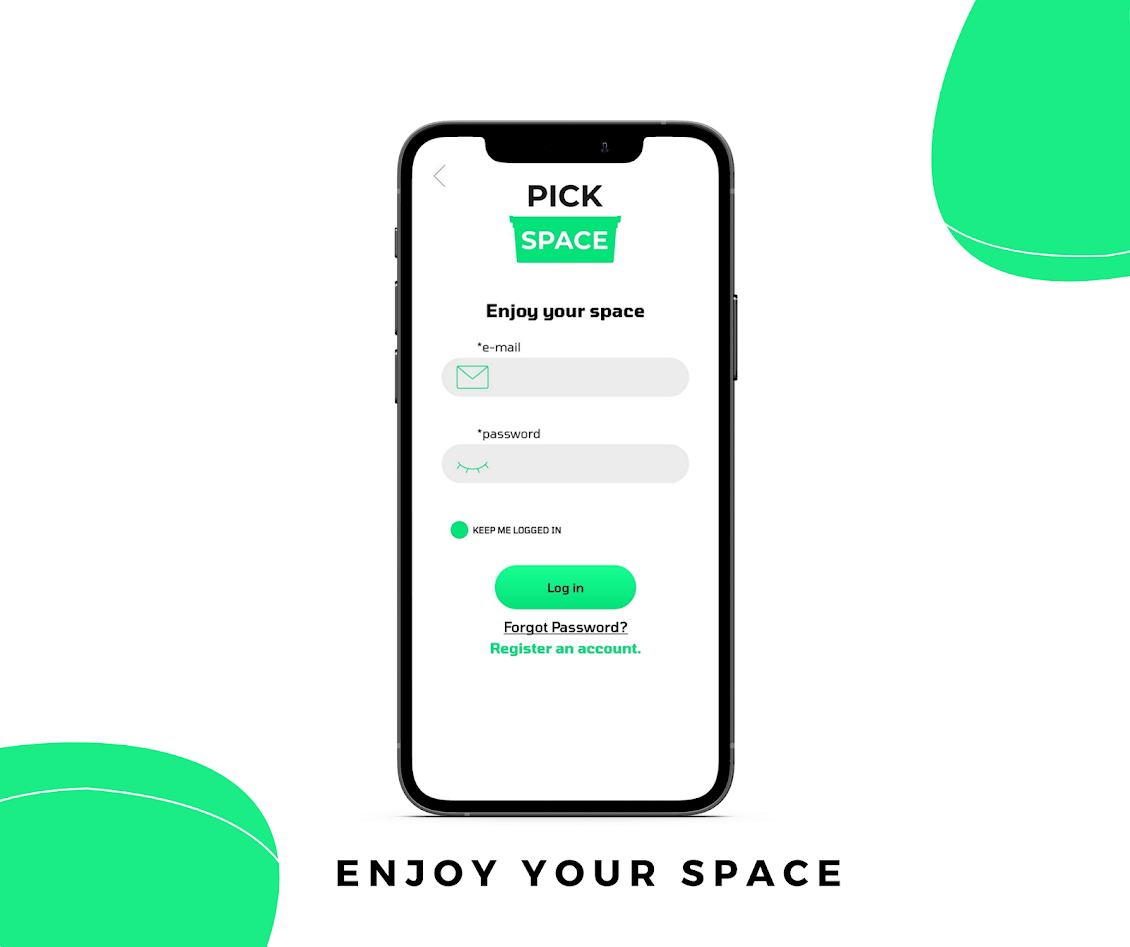 PICK
SPACE
Enjoy your space
*e-mail
*password
KEEP ME LOGGED IN
Log in
Forgot Password?
Register an account.
ENJOY YOUR SPACE